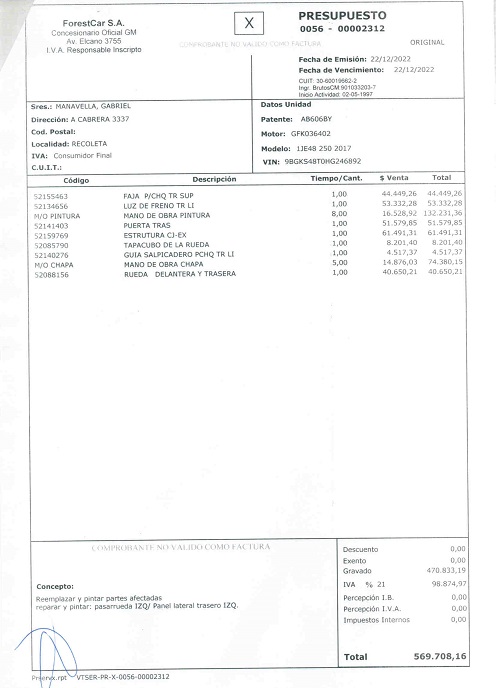 ForestCar S.A.
Concesionario Oficial GM
Av. Elcano 3755
I.V.A. Responsable Inscripto
X
COMPROBANTE NO VALIDO COMO FACTURA
PRESUPUESTO
0056 - 00002312
ORIGINAL
Fecha de Emisión: 22/12/2022
Fecha de Vencimiento: 22/12/2022
CUIT: 30-60019662-2
Ingr. BrutosCM 901033203-7
Inicio Actividad: 02-05-1997
Sres.: MANAVELLA, GABRIEL
Dirección: A CABRERA 3337
Cod. Postal:
Localidad: RECOLETA
IVA: Consumidor Final
C.U.I.T.:
Datos Unidad
Patente: AB606BY
Motor: GFK036402
Modelo: 1JE48 250 2017
VIN: 9BGKS48T0HG246892
Código Descripción Tiempo/Cant. $ Venta Total
52155463 FAJA P/CHQ TR SUP 1,00 44.449,26 44.449,26
52134656 LUZ DE FRENO TR LI 1,00 53.332,28 53.332,28
M/O PINTURA MANO DE OBRA PINTURA 8,00 16.528,92 132.231,36
52141403 PUERTA TRAS 1,00 51.579,85 51.579,85
52159769 ESTRUTURA CJ-EX 1,00 61.491,31 61.491,31
52085790 TAPACUBO DE LA RUEDA 1,00 8.201,40 8.201,40
52140276 GUIA SALPICADERO PCHQ TR LI 1,00 4.517,37 4.517,37
M/O CHAPA MANO DE OBRA CHAPA 5,00 14.876,03 74.380,15
52088156 RUEDA DELANTERA Y TRASERA 1,00 40.650,21 40.650,21
COMPROBANTE NO VALIDO COMO FACTURA
Concepto:
Reemplazar y pintar partes afectadas
reparar y pintar: pasarrueda IZQ/ Panel lateral trasero IZQ.
Descuento 0,00
Exento 0,00
Gravado 470.833,19
IVA % 21 98.874,97
Percepción I.B. 0,00
Percepción I.V.A. 0,00
Impuestos Internos 0,00
Total 569.708,16
VTSER-PR-X-0056-00002312